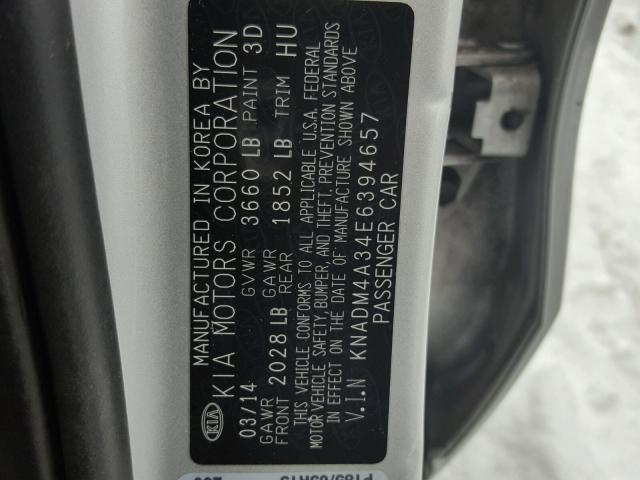 MANUFACTURED IN KOREA BY
KIA KIA MOTORS CORPORATION
03/14 GVWR 3660 LB PAINT 3D
GAWR FRONT 2028 LB GAWR REAR 1852 LB TRIM HU
THIS VEHICLE CONFORMS TO ALL APPLICABLE U.S.A. FEDERAL
MOTOR VEHICLE SAFETY, BUMPER, AND THEFT PREVENTION STANDARDS
IN EFFECT ON THE DATE OF MANUFACTURE SHOWN ABOVE
V.I.N KNADM4A34E6394657
PASSENGER CAR